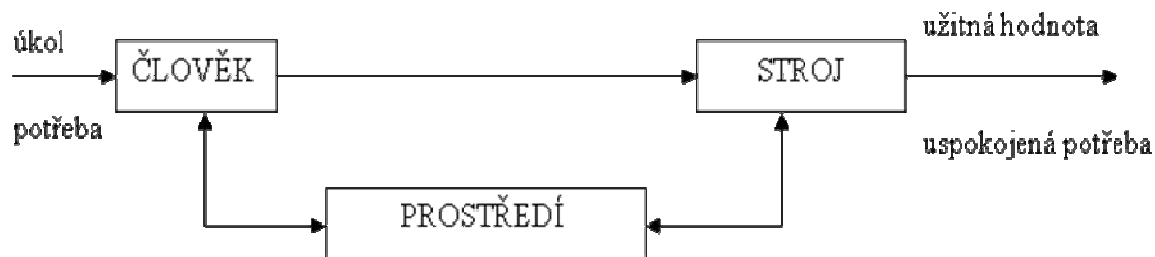 úkol
ČLOVĚK
STROJ
užitná hodnota
potřeba
uspokojená potřeba
PROSTŘEDÍ